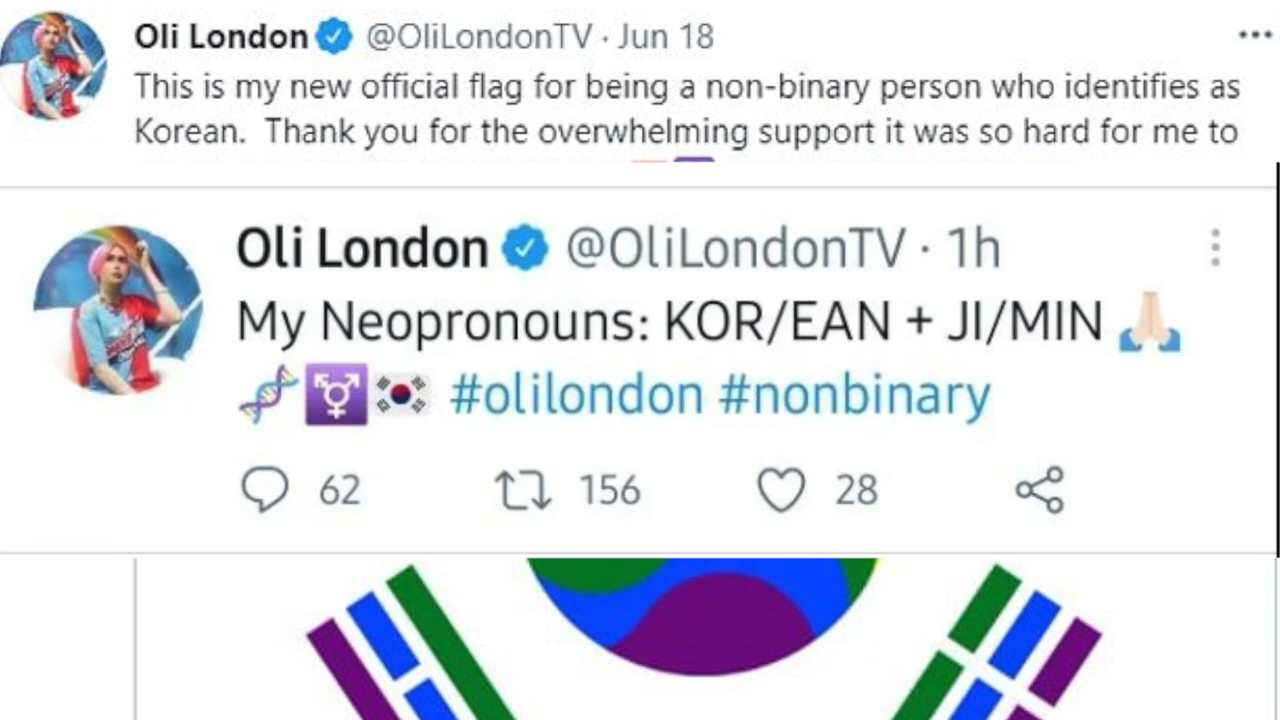 Oli London @OliLondonTV · Jun 18
This is my new official flag for being a non-binary person who identifies as
Korean. Thank you for the overwhelming support it was so hard for me to
Oli London @OliLondonTV · 1h
My Neopronouns: KOR/EAN + JI/MIN 🙏🏻
🧬⚧️🇰🇷 #olilondon #nonbinary
62 156 28